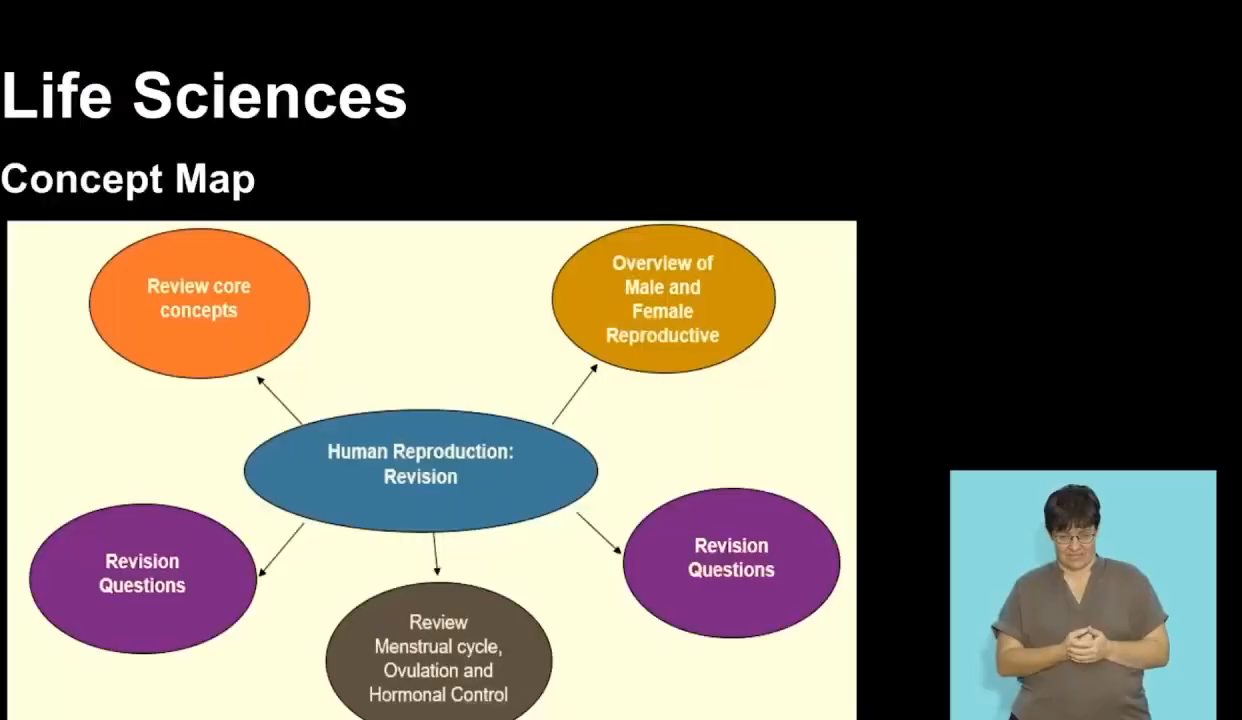 Life Sciences
Concept Map
Review core
concepts
Overview of
Male and
Female
Reproductive
Human Reproduction:
Revision
Revision
Questions
Revision
Questions
Review
Menstrual cycle,
Ovulation and
Hormonal Control